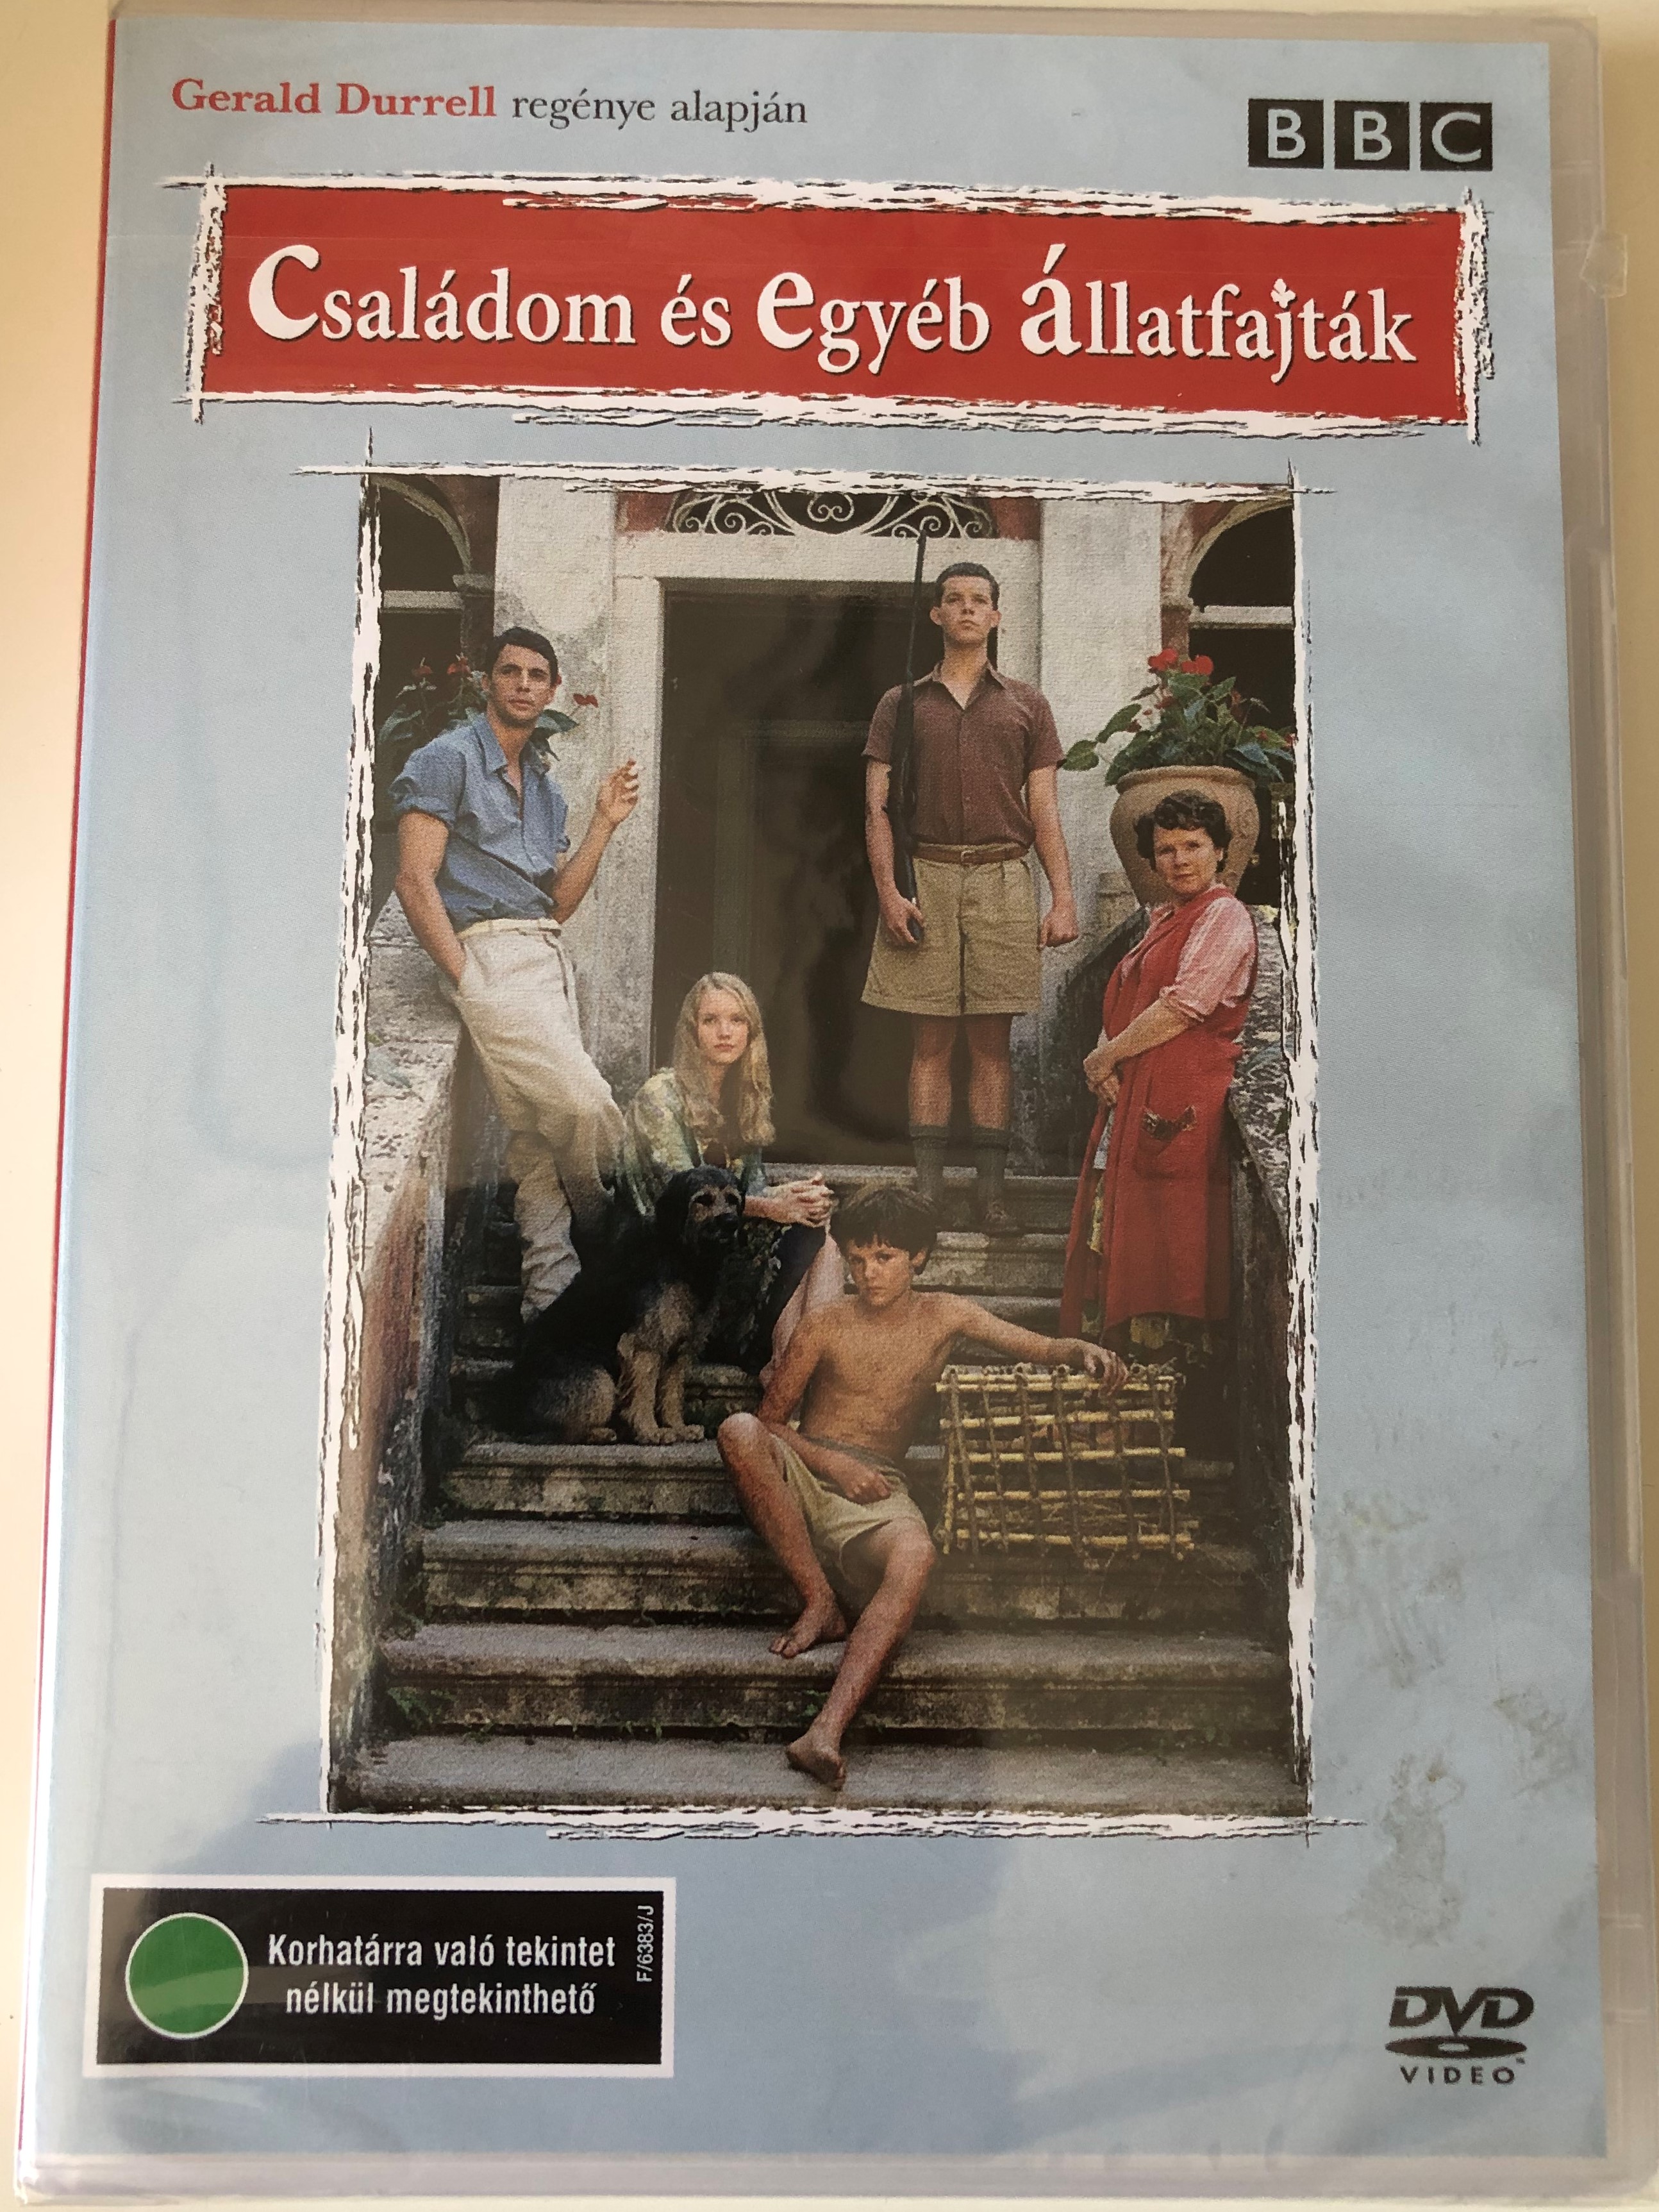 Gerald Durrell regénye alapján
BBC
Családom és egyéb állatfajták
Korhatárra való tekintet
nélkül megtekinthető
F/6383/J
DVD
VIDEO